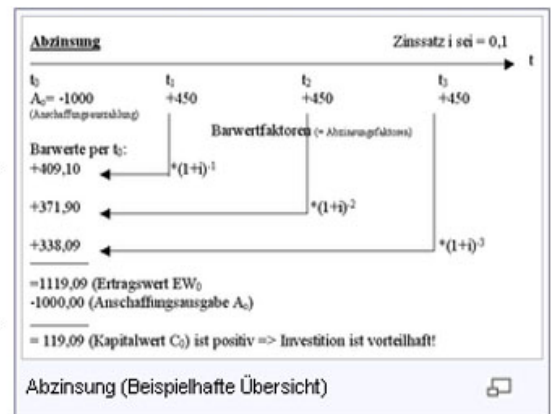 Abzinsung Zinssatz i sei = 0,1
t
t₀ t₁ t₂ t₃
A₀= -1000 +450 +450 +450
(Anschaffungsauszahlung)
Barwertfaktoren (= Abzinsungsfaktoren)
Barwerte per t₀:
+409,10 *(1+i)⁻¹
+371,90 *(1+i)⁻²
+338,09 *(1+i)⁻³
=1119,09 (Ertragswert EW₀
-1000,00 (Anschaffungsausgabe A₀)
= 119,09 (Kapitalwert C₀) ist positiv => Investition ist vorteilhaft!
Abzinsung (Beispielhafte Übersicht)